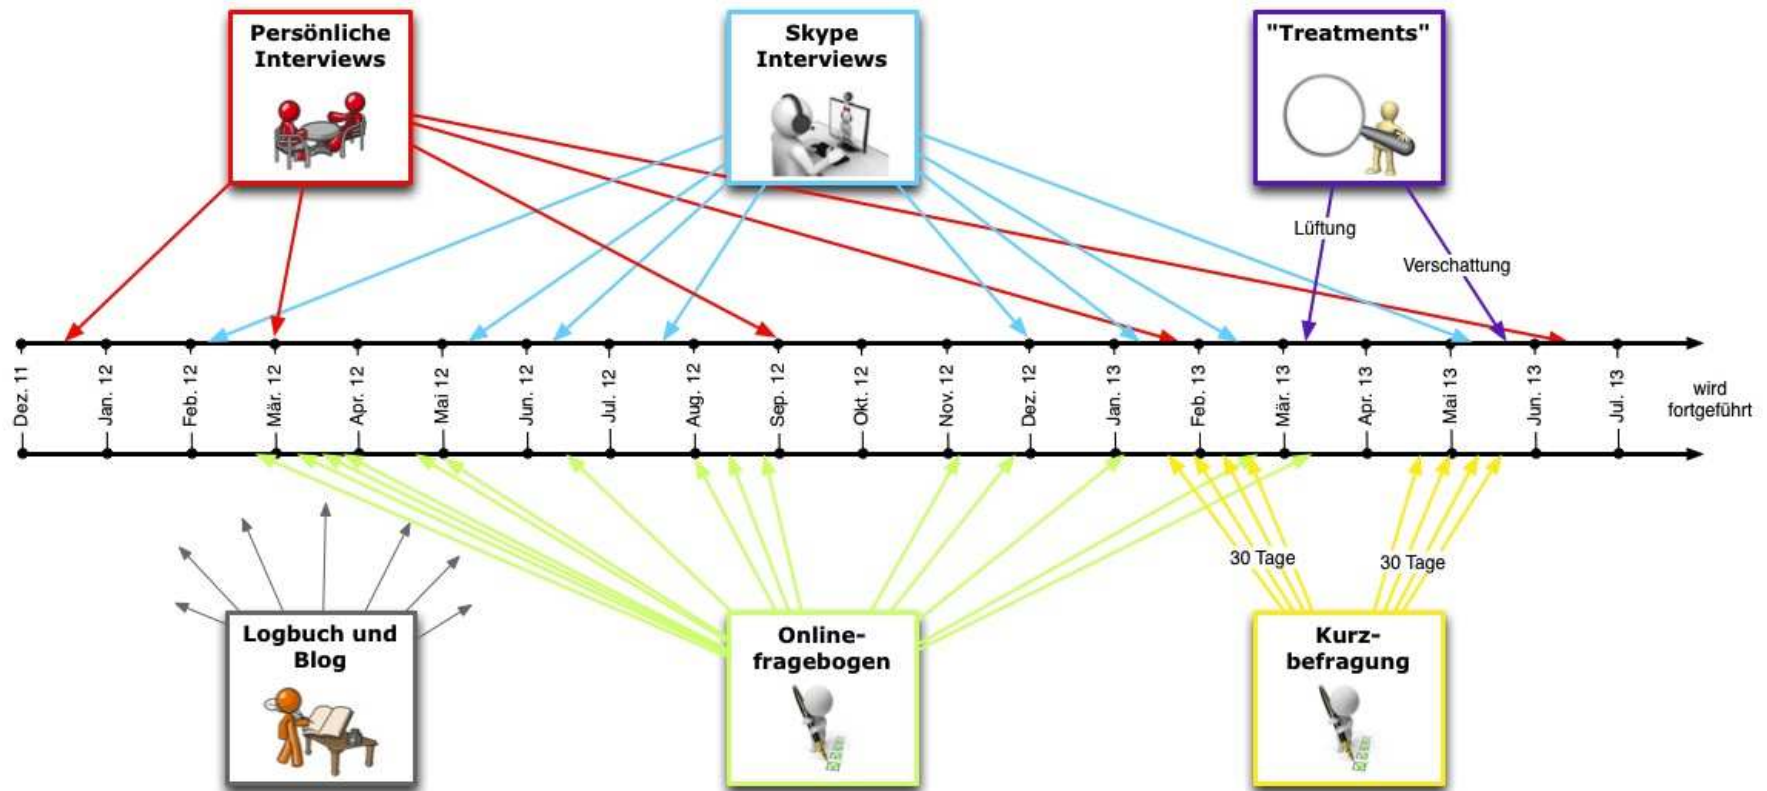 Persönliche
Interviews
Skype
Interviews
"Treatments"
Lüftung
Verschattung
Dez. 11
Jan. 12
Feb. 12
Mär. 12
Apr. 12
Mai 12
Jun. 12
Jul. 12
Aug. 12
Sep. 12
Okt. 12
Nov. 12
Dez. 12
Jan. 13
Feb. 13
Mär. 13
Apr. 13
Mai 13
Jun. 13
Jul. 13
wird
fortgeführt
30 Tage
30 Tage
Logbuch und
Blog
Online-
fragebogen
Kurz-
befragung